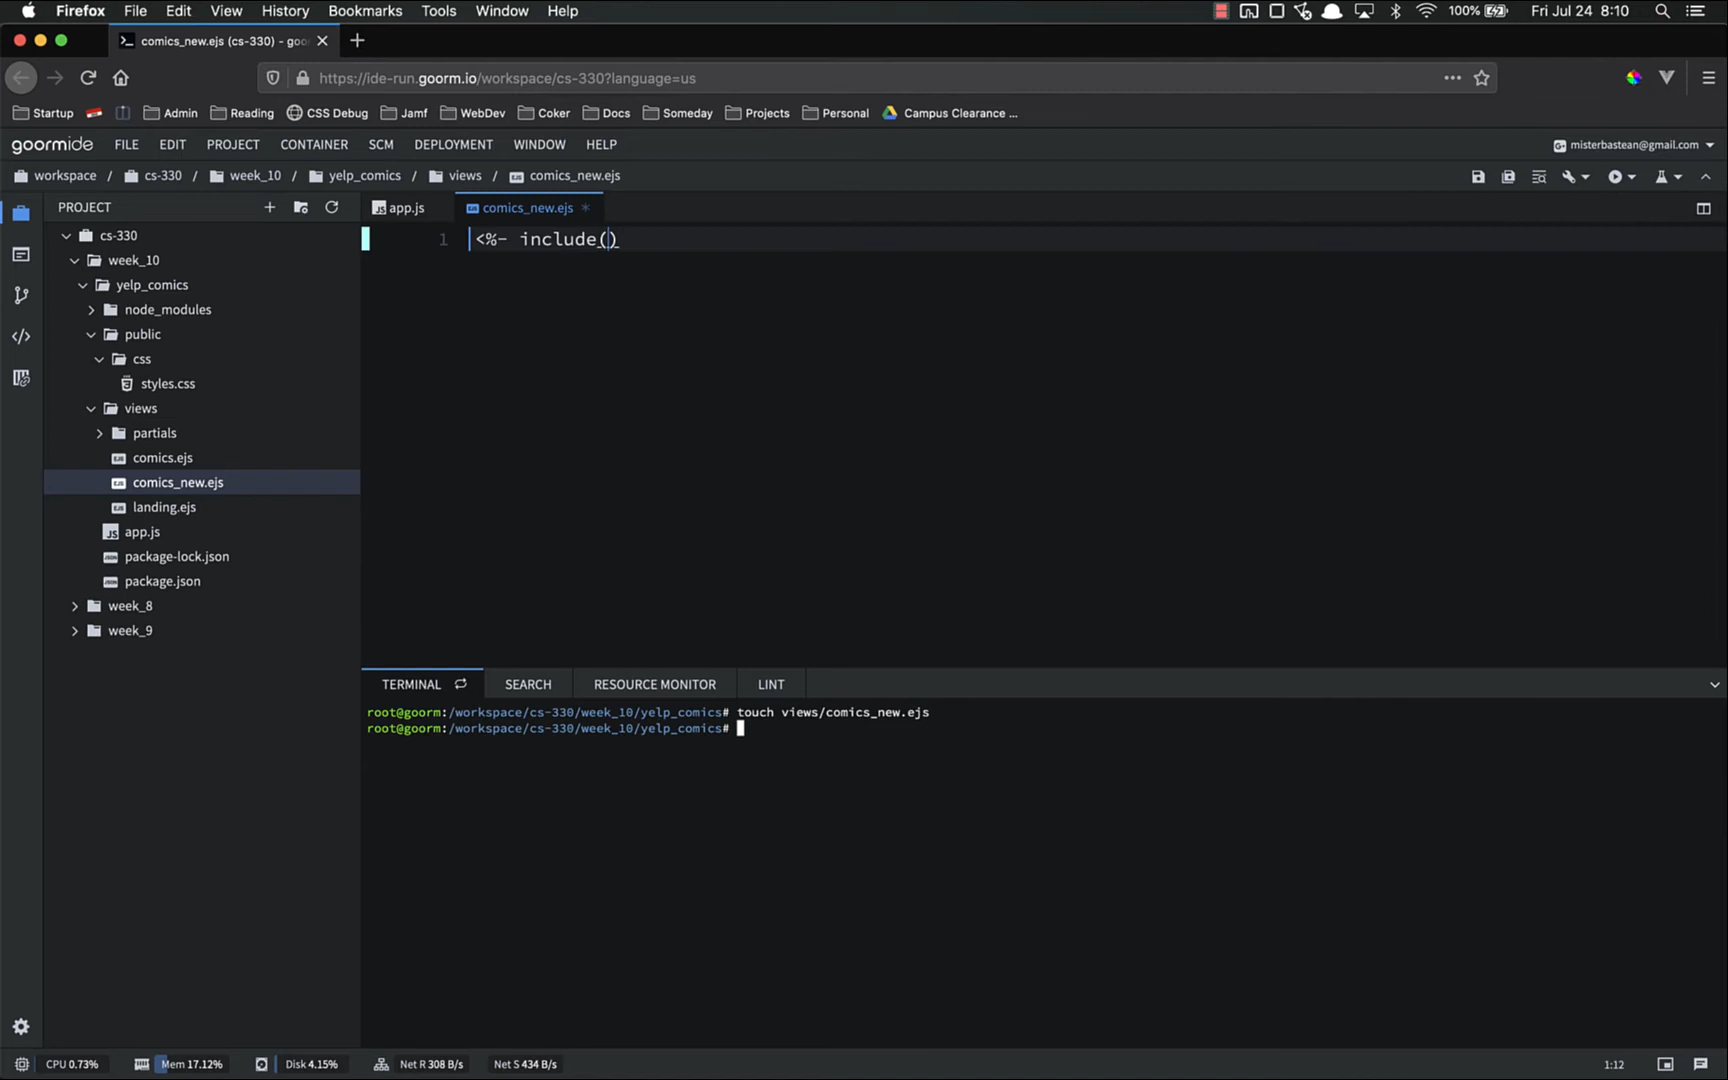 Firefox File Edit View History Bookmarks Tools Window Help 100% Fri Jul 24 8:10
comics_new.ejs (cs-330) - goo
https://ide-run.goorm.io/workspace/cs-330?language=us
Startup Admin Reading CSS Debug Jamf WebDev Coker Docs Someday Projects Personal Campus Clearance ...
goormide FILE EDIT PROJECT CONTAINER SCM DEPLOYMENT WINDOW HELP misterbastean@gmail.com
workspace / cs-330 / week_10 / yelp_comics / views / comics_new.ejs
PROJECT
app.js comics_new.ejs *
1 <%- include()
cs-330
week_10
yelp_comics
node_modules
public
css
styles.css
views
partials
comics.ejs
comics_new.ejs
landing.ejs
app.js
package-lock.json
package.json
week_8
week_9
TERMINAL SEARCH RESOURCE MONITOR LINT
root@goorm:/workspace/cs-330/week_10/yelp_comics# touch views/comics_new.ejs
root@goorm:/workspace/cs-330/week_10/yelp_comics#
CPU 0.73% Mem 17.12% Disk 4.15% Net R 308 B/s Net S 434 B/s 1:12